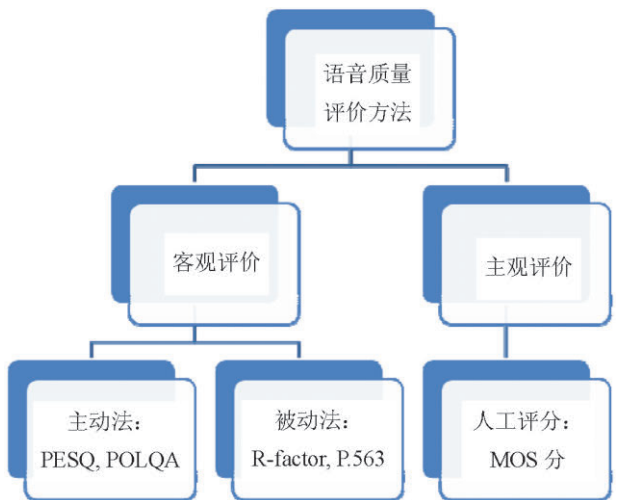 语音质量
评价方法
客观评价
主观评价
主动法：
PESQ, POLQA
被动法：
R-factor, P.563
人工评分：
MOS 分